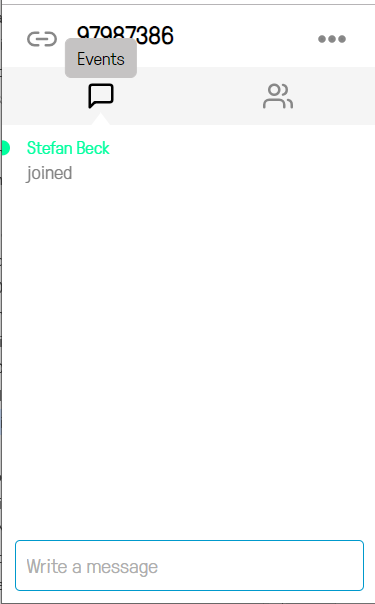 97987386
Events
Stefan Beck
joined
Write a message